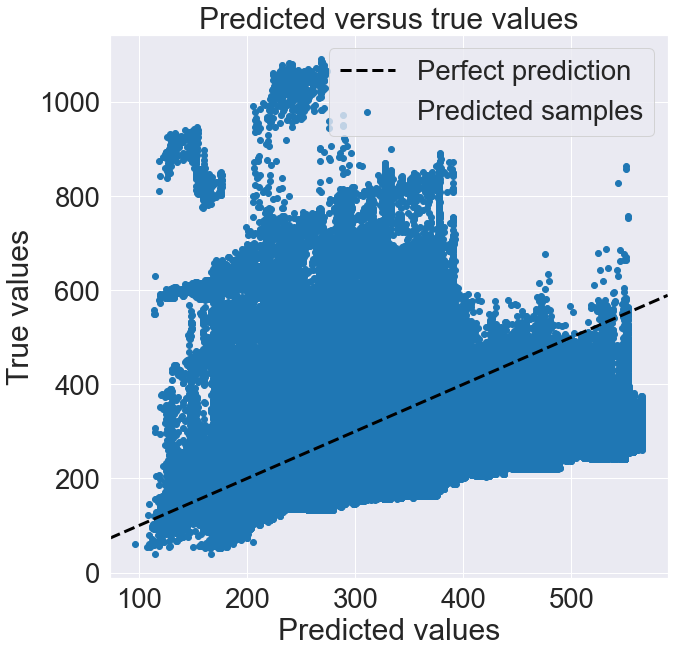 Predicted versus true values
Perfect prediction
Predicted samples
1000
800
600
400
200
0
True values
100 200 300 400 500
Predicted values